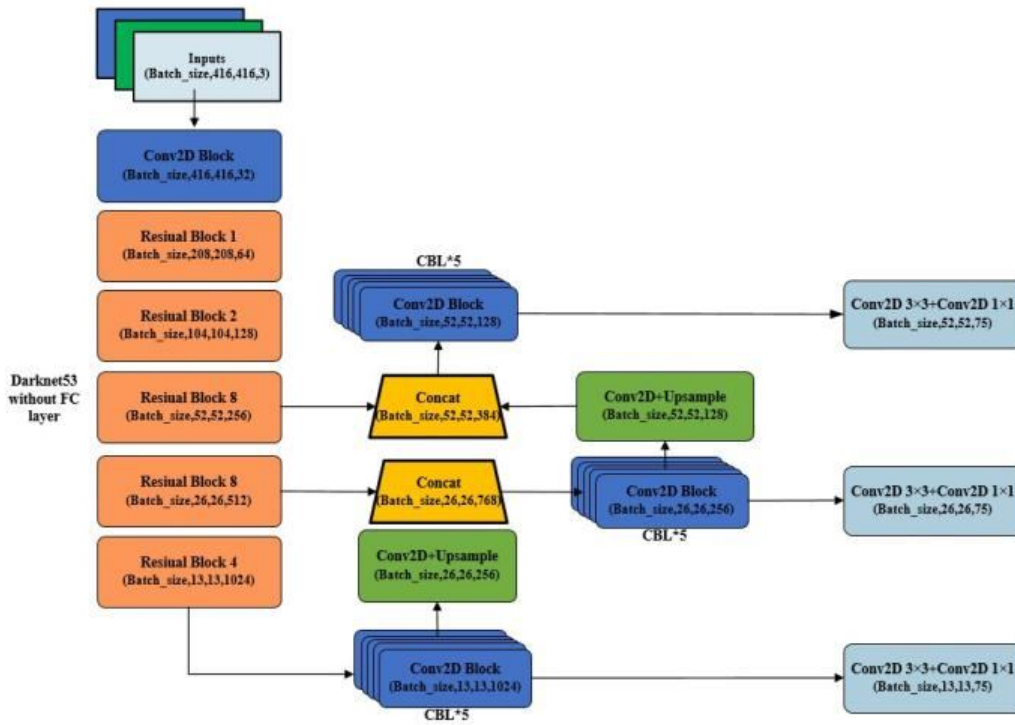 Inputs
(Batch_size,416,416,3)
Conv2D Block
(Batch_size,416,416,32)
Resiual Block 1
(Batch_size,208,208,64)
Resiual Block 2
(Batch_size,104,104,128)
Darknet53
without FC
layer
Resiual Block 8
(Batch_size,52,52,256)
Resiual Block 8
(Batch_size,26,26,512)
Resiual Block 4
(Batch_size,13,13,1024)
CBL*5
Conv2D Block
(Batch_size,52,52,128)
Concat
(Batch_size,52,52,384)
Concat
(Batch_size,26,26,768)
Conv2D+Upsample
(Batch_size,26,26,256)
Conv2D Block
(Batch_size,13,13,1024)
CBL*5
Conv2D+Upsample
(Batch_size,52,52,128)
Conv2D Block
(Batch_size,26,26,256)
CBL*5
Conv2D 3×3+Conv2D 1×1
(Batch_size,52,52,75)
Conv2D 3×3+Conv2D 1×1
(Batch_size,26,26,75)
Conv2D 3×3+Conv2D 1×1
(Batch_size,13,13,75)